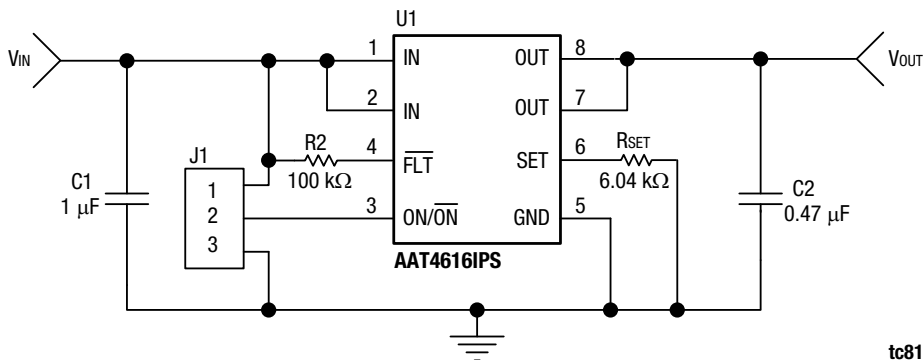 U1
VIN
1
IN
OUT
8
VOUT
2
IN
OUT
7
R2
4
FLT
SET
6
RSET
100 kΩ
6.04 kΩ
J1
1
2
3
C1
1 μF
3
ON/ON
GND
5
C2
0.47 μF
AAT4616IPS
tc81